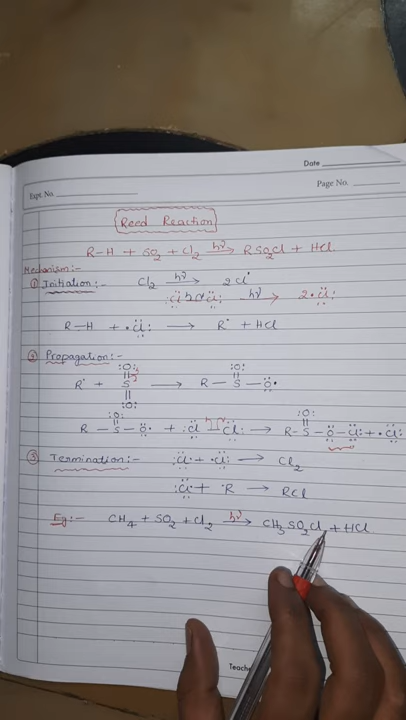 Date
Expt. No.
Page No.
Reed Reaction
R-H + SO2 + Cl2 —hν→ RSO2Cl + HCl
Mechanism:-
① Initiation:- Cl2 —hν→ 2Cl•
:Cl Cl: —hν→ 2•Cl:
R-H + •Cl: → R• + HCl
② Propagation:-
:O: :O:
R• + S → R-S-O•
:O:
:O: :O:
R-S-O• + :Cl Cl: → R-S-O-Cl: + •Cl:
③ Termination:- :Cl• + •Cl: → Cl2
:Cl• + •R → RCl
Eg:- CH4 + SO2 + Cl2 —hν→ CH3SO2Cl + HCl
Teache